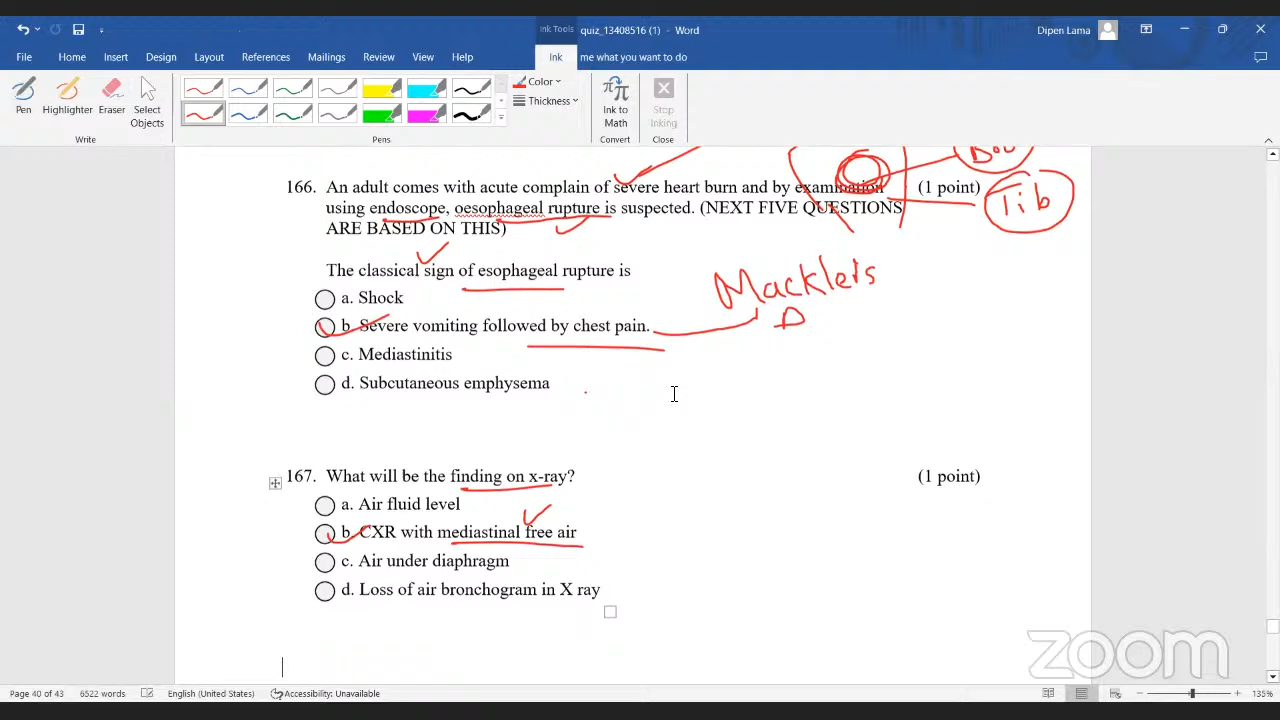 Ink Tools
quiz_13408516 (1) - Word
Dipen Lama
File Home Insert Design Layout References Mailings Review View Help Ink me what you want to do
Pen
Highlighter
Eraser
Select Objects
Color
Thickness
Ink to Math
Stop Inking
Write
Pens
Convert
Close
166. An adult comes with acute complain of severe heart burn and by examination (1 point)
using endoscope, oesophageal rupture is suspected. (NEXT FIVE QUESTIONS
ARE BASED ON THIS)
Tib
The classical sign of esophageal rupture is
Macklers
a. Shock
b. Severe vomiting followed by chest pain.
c. Mediastinitis
d. Subcutaneous emphysema
167. What will be the finding on x-ray? (1 point)
a. Air fluid level
b. CXR with mediastinal free air
c. Air under diaphragm
d. Loss of air bronchogram in X ray
zoom
Page 40 of 43 6522 words English (United States) Accessibility: Unavailable 135%